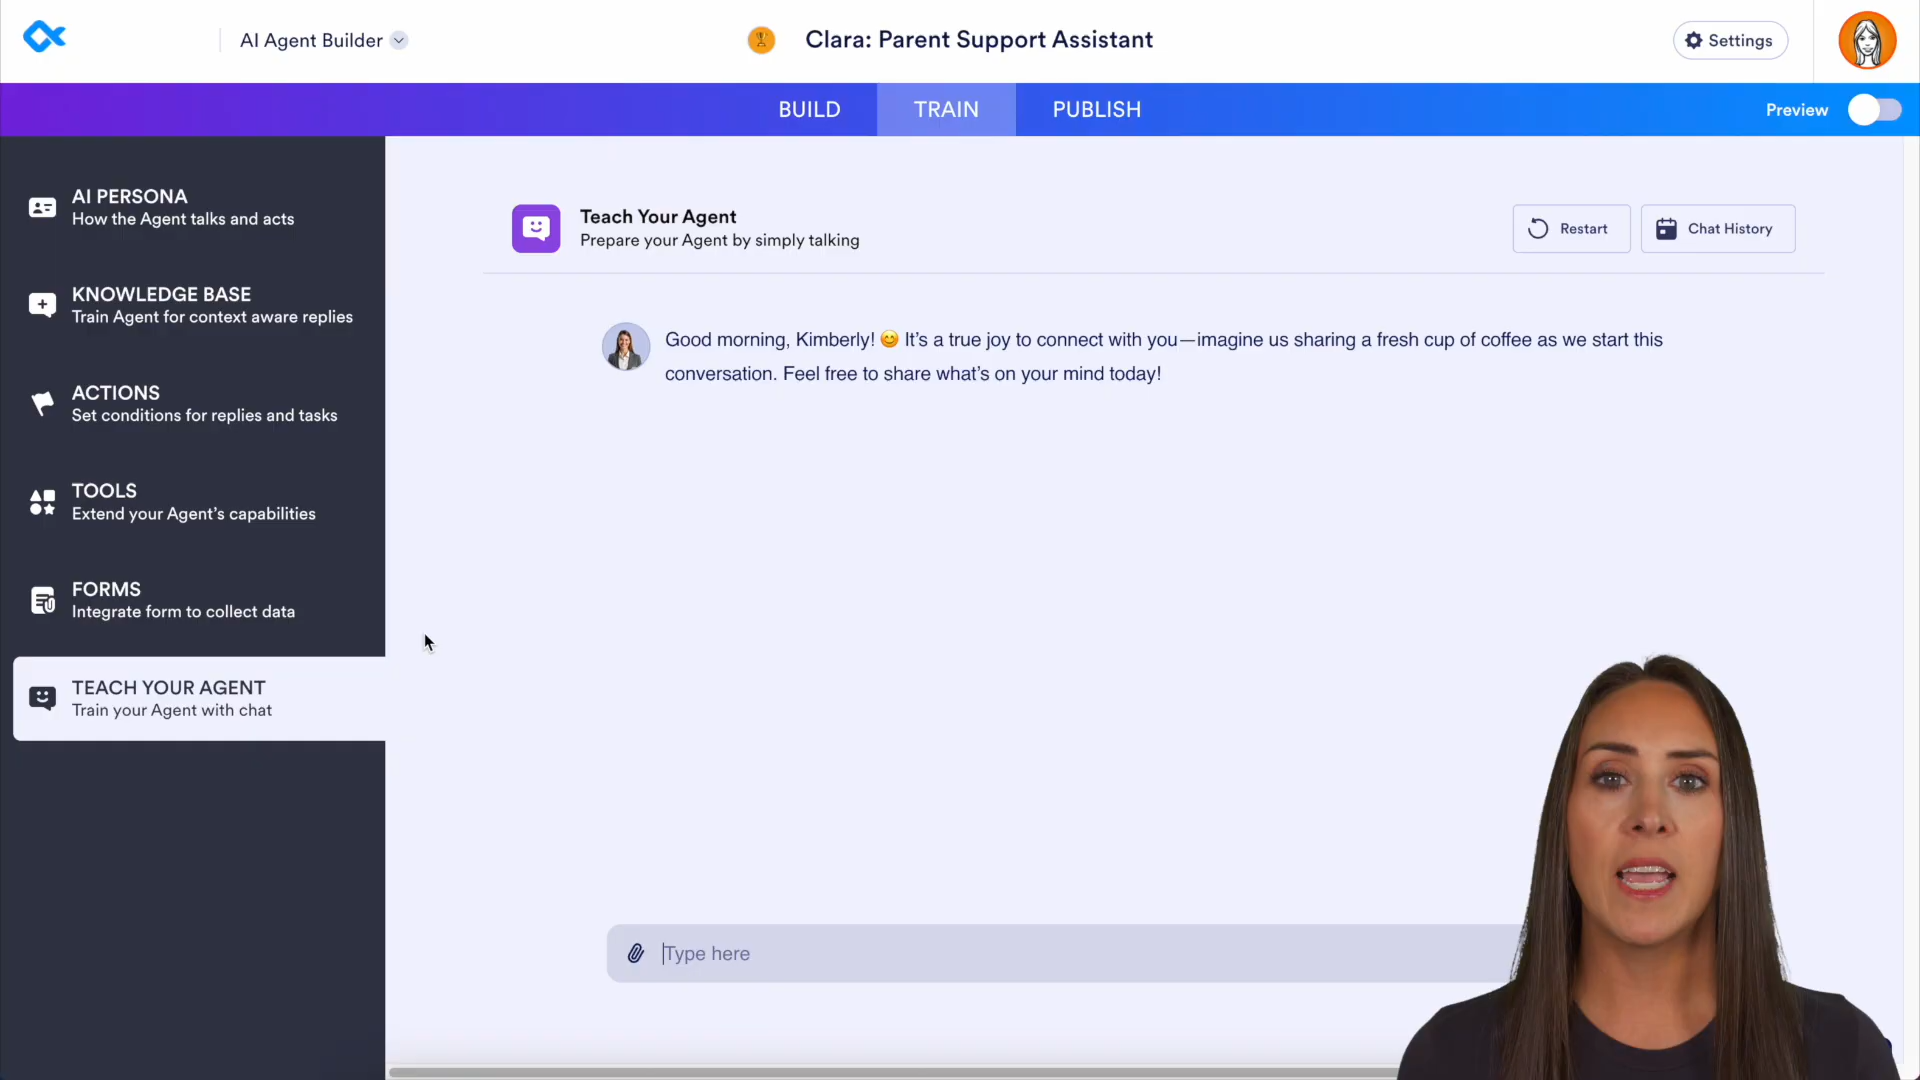 AI Agent Builder
Clara: Parent Support Assistant
Settings
BUILD
TRAIN
PUBLISH
Preview
AI PERSONA
How the Agent talks and acts
KNOWLEDGE BASE
Train Agent for context aware replies
ACTIONS
Set conditions for replies and tasks
TOOLS
Extend your Agent's capabilities
FORMS
Integrate form to collect data
TEACH YOUR AGENT
Train your Agent with chat
Teach Your Agent
Prepare your Agent by simply talking
Restart
Chat History
Good morning, Kimberly! 😊 It's a true joy to connect with you—imagine us sharing a fresh cup of coffee as we start this
conversation. Feel free to share what's on your mind today!
Type here